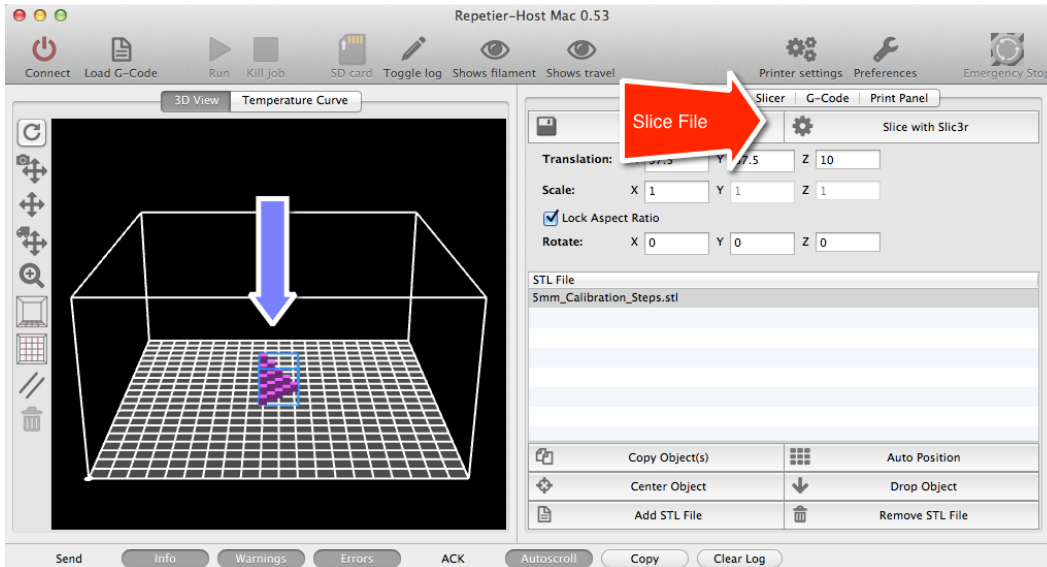 Repetier-Host Mac 0.53
Connect Load G-Code Run Kill job SD card Toggle log Shows filament Shows travel Printer settings Preferences Emergency Stop
3D View Temperature Curve Slicer G-Code Print Panel
Slice File
Slice with Slic3r
Translation: Y Z 10
Scale: X 1 Y 1 Z 1
Lock Aspect Ratio
Rotate: X 0 Y 0 Z 0
STL File
5mm_Calibration_Steps.stl
Copy Object(s) Auto Position
Center Object Drop Object
Add STL File Remove STL File
Send Info Warnings Errors ACK Autoscroll Copy Clear Log